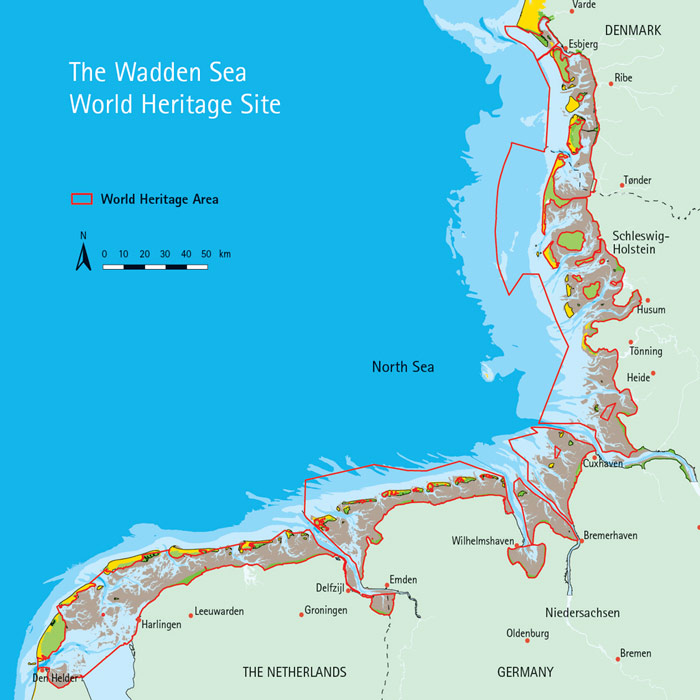 The Wadden Sea
World Heritage Site
World Heritage Area
N
0 10 20 30 40 50 km
Varde
DENMARK
Esbjerg
Ribe
Tønder
Schleswig-
Holstein
Husum
North Sea
Tönning
Heide
Cuxhaven
Wilhelmshaven
Bremerhaven
Emden
Delfzijl
Leeuwarden
Groningen
Niedersachsen
Harlingen
Oldenburg
Bremen
Den Helder
THE NETHERLANDS
GERMANY